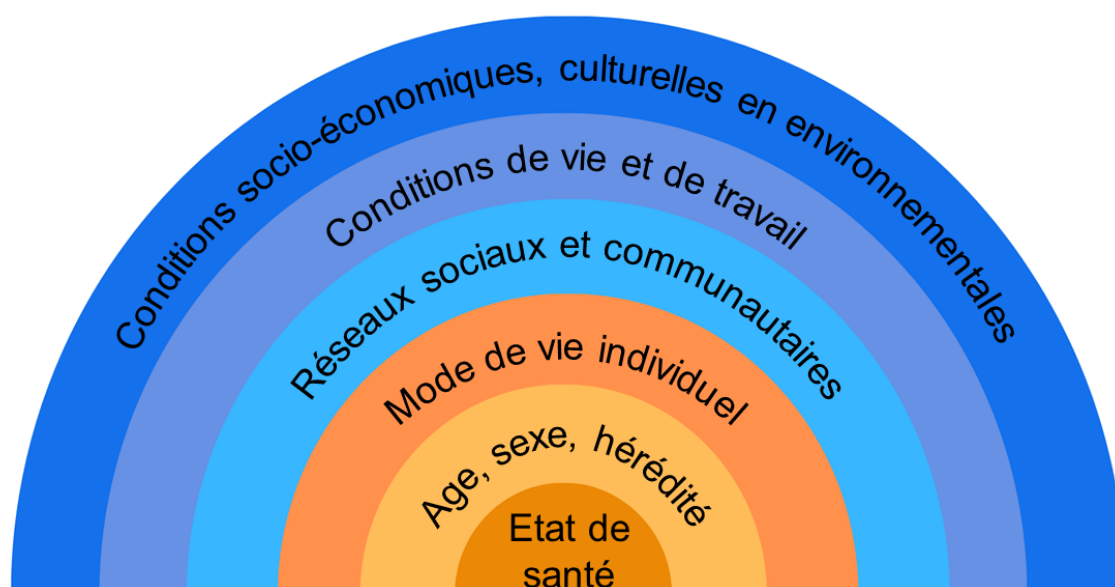 Conditions socio-économiques, culturelles en environnementales
Conditions de vie et de travail
Réseaux sociaux et communautaires
Mode de vie individuel
Age, sexe, hérédité
Etat de
santé